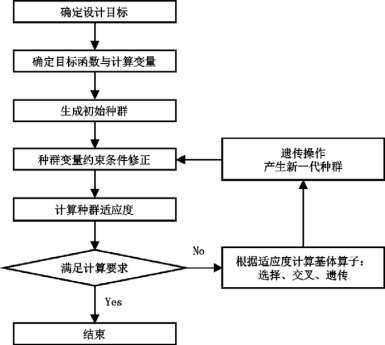 确定设计目标
确定目标函数与计算变量
生成初始种群
种群变量约束条件修正
遗传操作
产生新一代种群
计算种群适应度
满足计算要求
No
根据适应度计算基体算子：
选择、交叉、遗传
Yes
结束